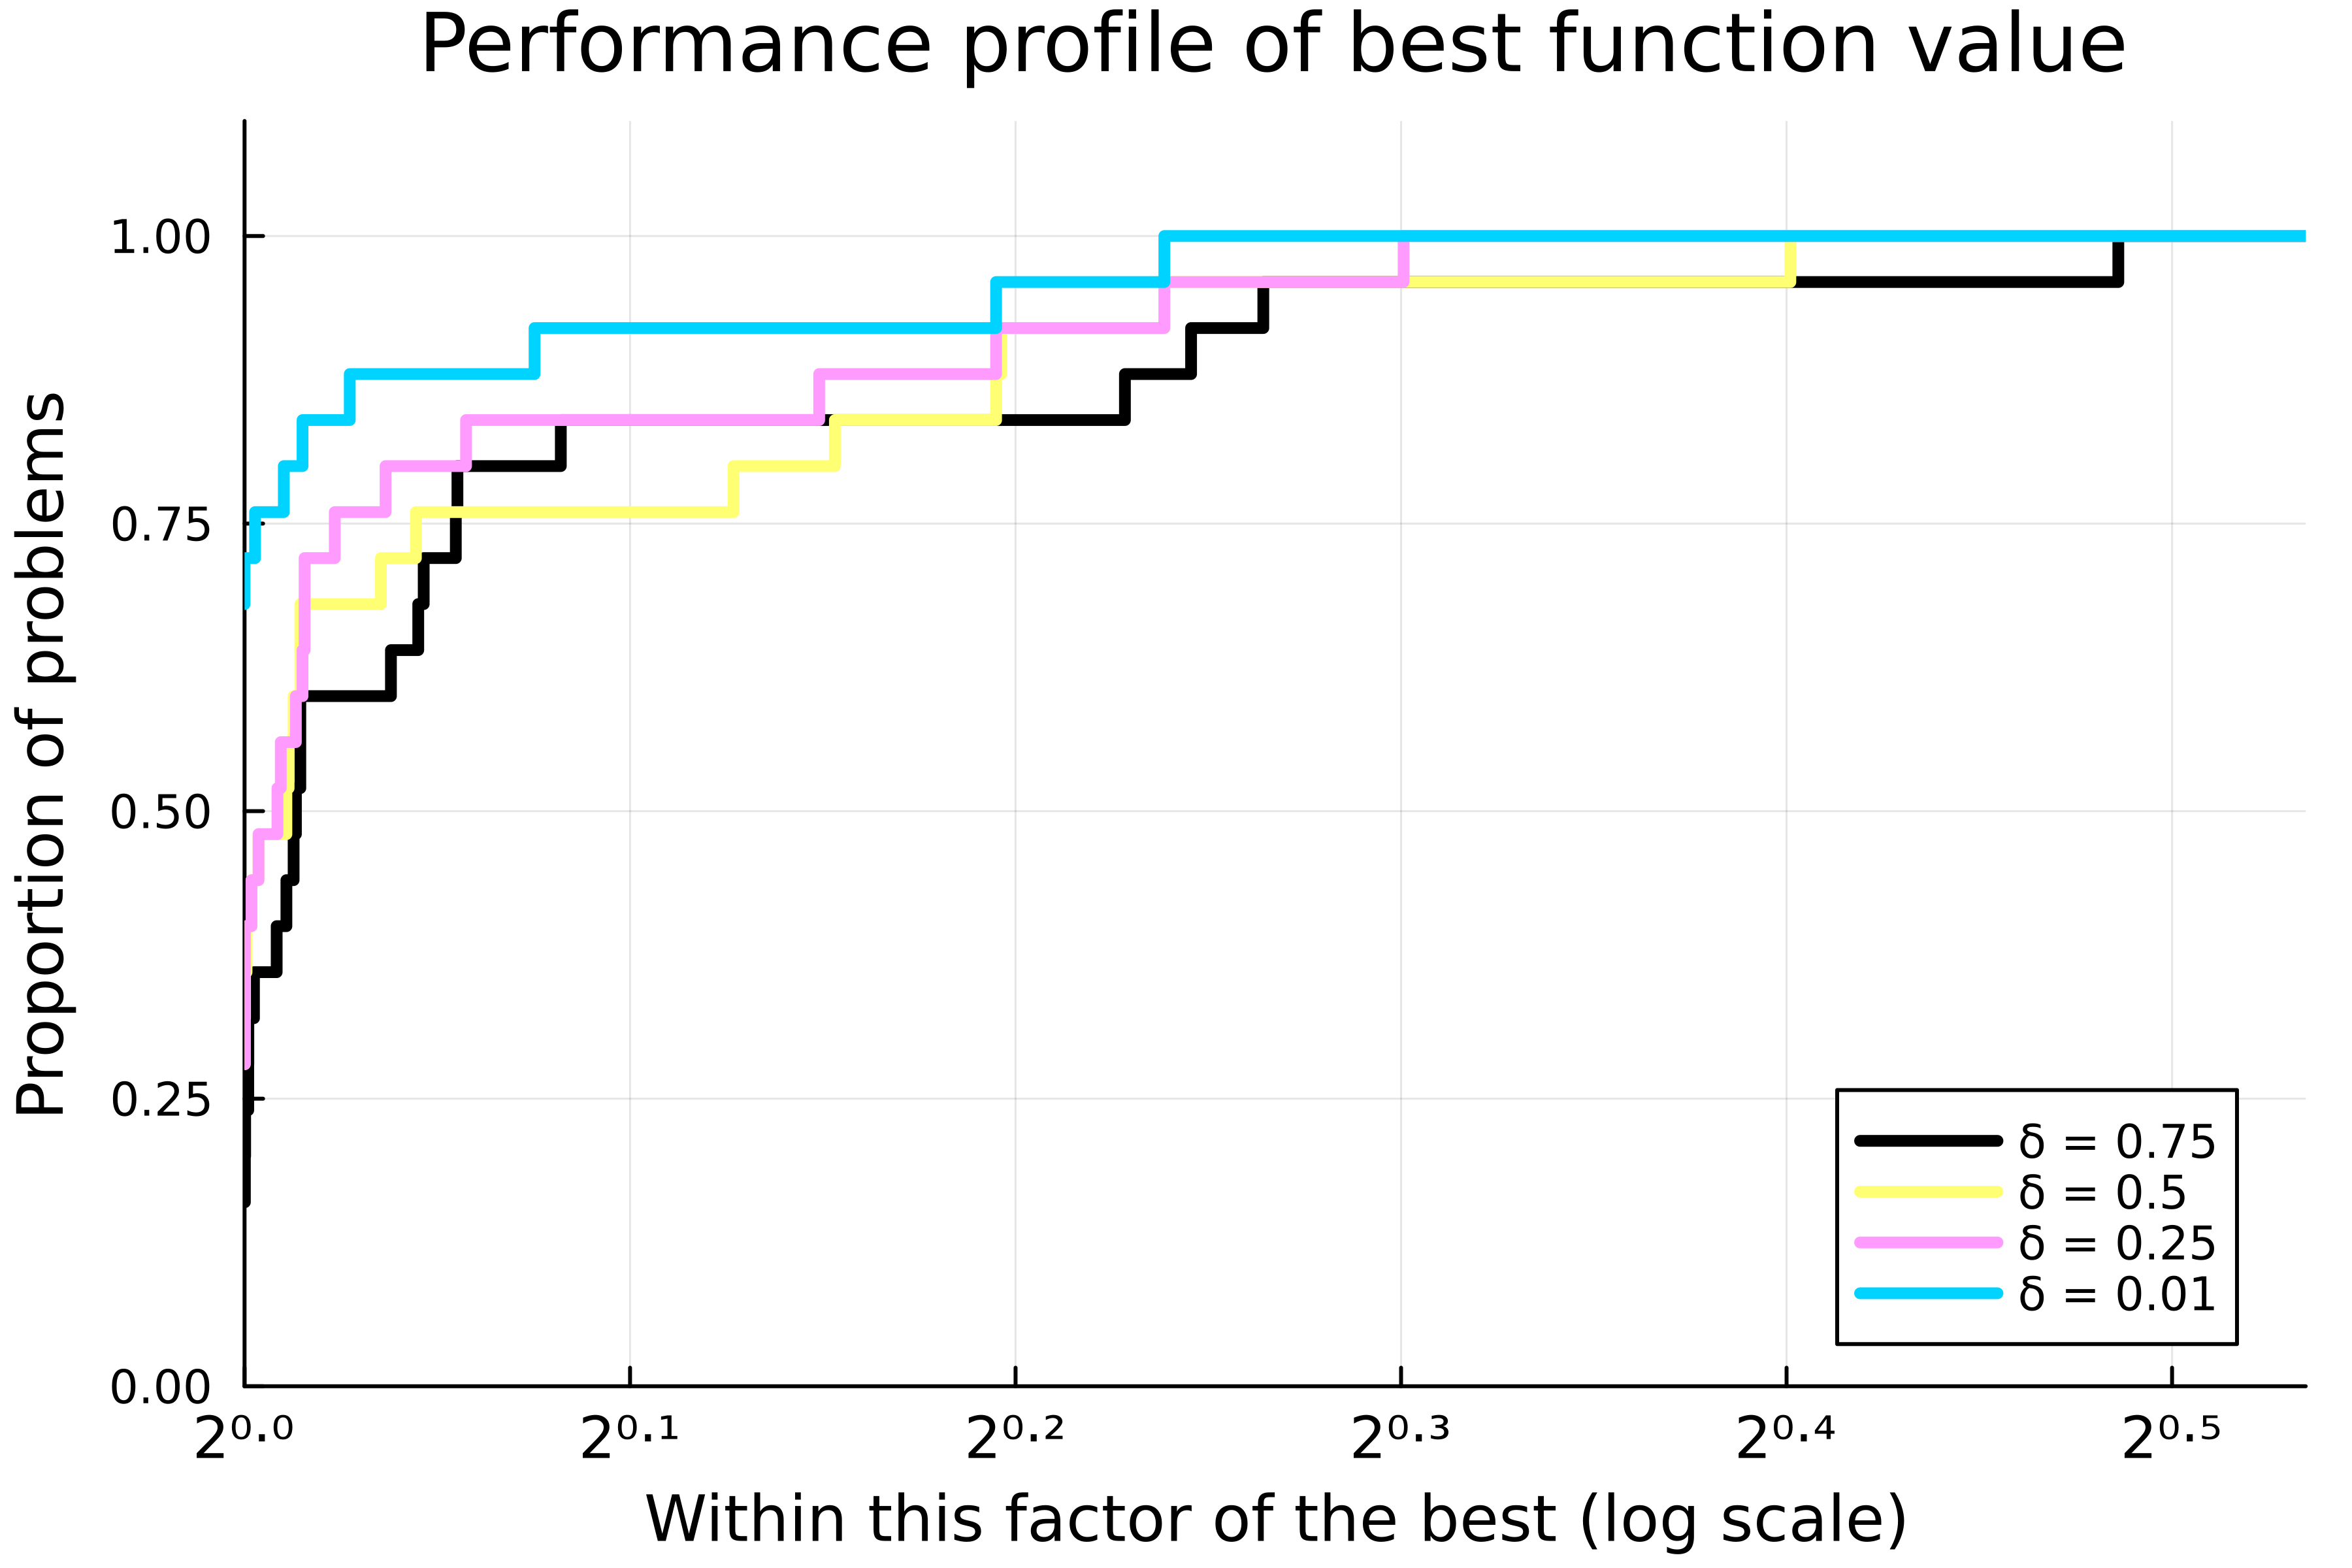 Performance profile of best function value
Proportion of problems
1.00
0.75
0.50
0.25
0.00
δ = 0.75
δ = 0.5
δ = 0.25
δ = 0.01
2⁰·⁰ 2⁰·¹ 2⁰·² 2⁰·³ 2⁰·⁴ 2⁰·⁵
Within this factor of the best (log scale)